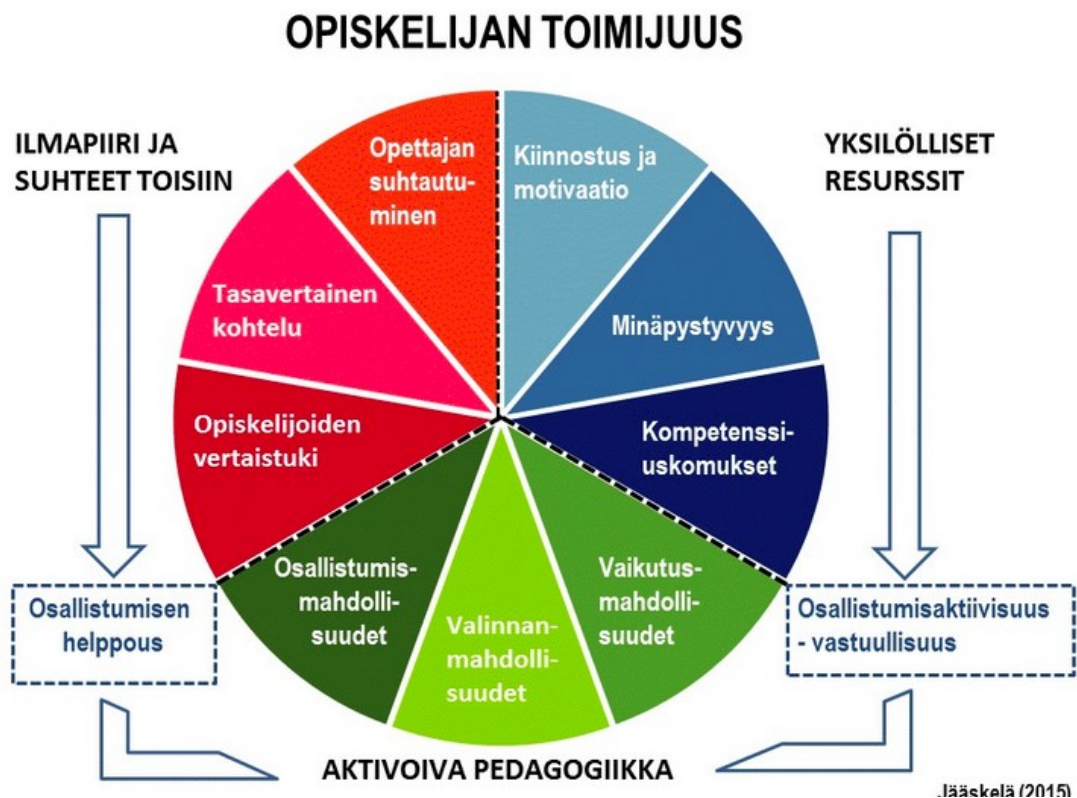 OPISKELIJAN TOIMIJUUS
ILMAPIIRI JA
SUHTEET TOISIIN
YKSILÖLLISET
RESURSSIT
Opettajan
suhtautu-
minen
Kiinnostus ja
motivaatio
Tasavertainen
kohtelu
Minäpystyvyys
Opiskelijoiden
vertaistuki
Kompetenssi-
uskomukset
Osallistumis-
mahdolli-
suudet
Valinnan-
mahdolli-
suudet
Vaikutus-
mahdolli-
suudet
Osallistumisen
helppous
Osallistumisaktiivisuus
- vastuullisuus
AKTIVOIVA PEDAGOGIIKKA
Jääskelä (2015)